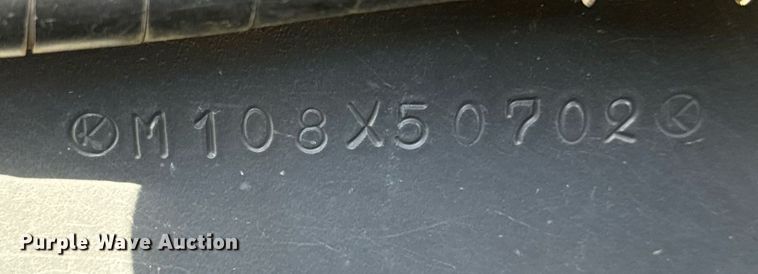 Ⓚ M108X50702 Ⓚ
Purple Wave Auction